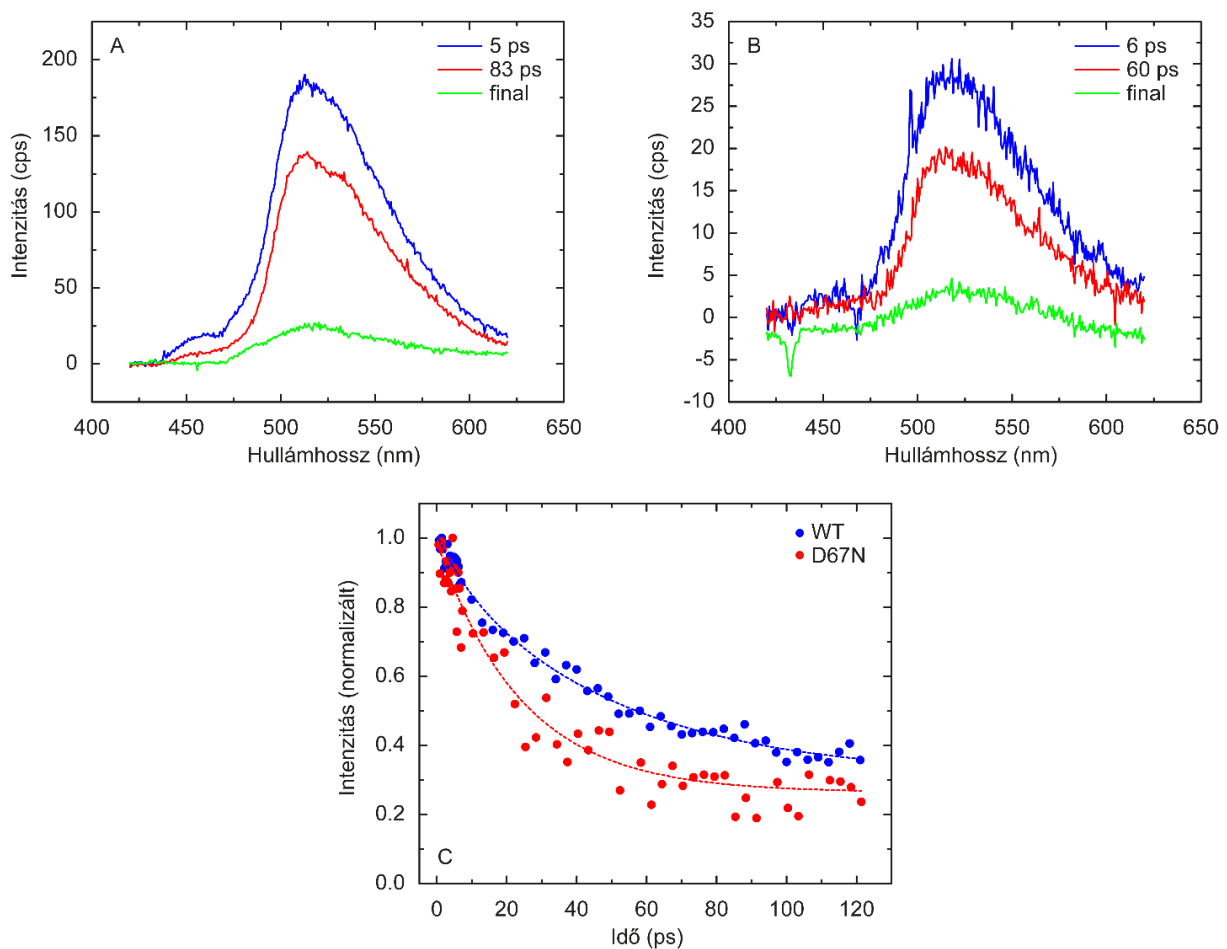 A
5 ps
83 ps
final
200
150
100
50
0
Intenzitás (cps)
400 450 500 550 600 650
Hullámhossz (nm)
B
6 ps
60 ps
final
35
30
25
20
15
10
5
0
-5
-10
Intenzitás (cps)
400 450 500 550 600 650
Hullámhossz (nm)
WT
D67N
1.0
0.8
0.6
0.4
0.2
0.0
Intenzitás (normalizált)
C
0 20 40 60 80 100 120
Idő (ps)